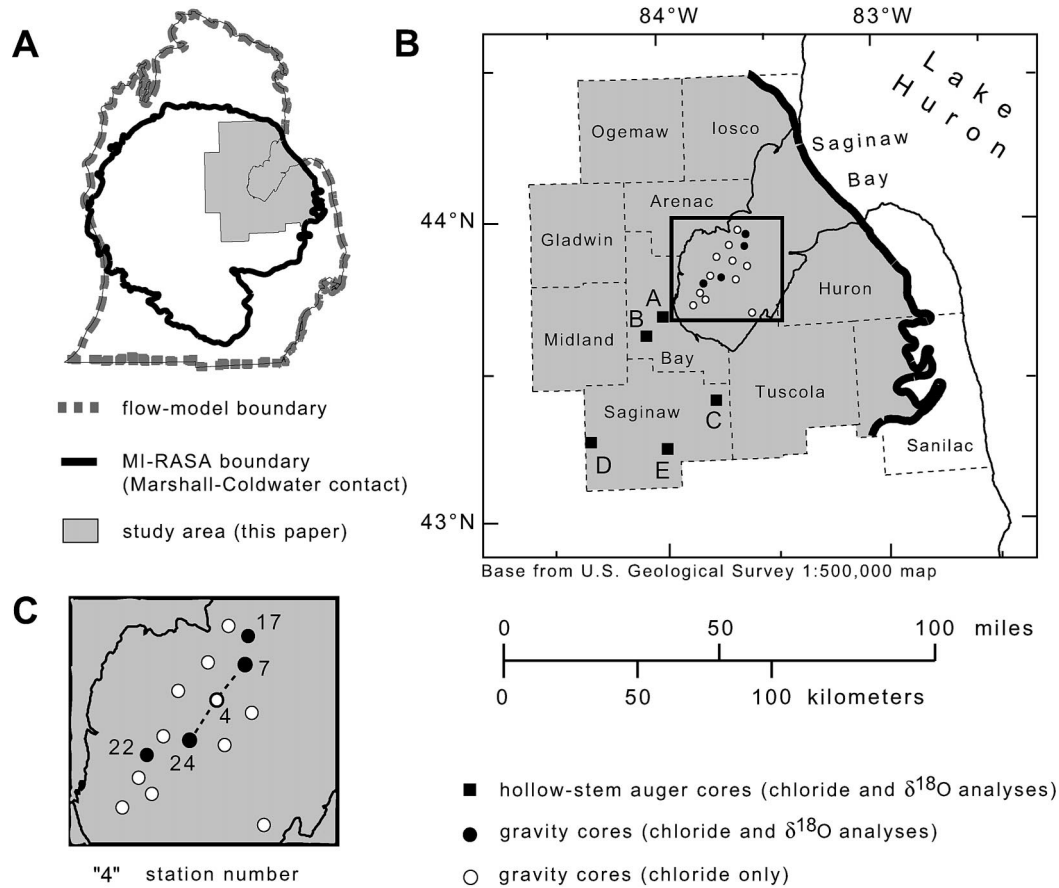 A
flow-model boundary
MI-RASA boundary
(Marshall-Coldwater contact)
study area (this paper)
B
84°W
83°W
44°N
43°N
Lake
Huron
Saginaw
Bay
Ogemaw
Iosco
Arenac
Gladwin
Huron
Midland
A
B
Bay
Tuscola
Saginaw
C
D
E
Sanilac
Base from U.S. Geological Survey 1:500,000 map
0 50 100 miles
0 50 100 kilometers
C
17
7
4
22
24
"4" station number
hollow-stem auger cores (chloride and δ¹⁸O analyses)
gravity cores (chloride and δ¹⁸O analyses)
gravity cores (chloride only)